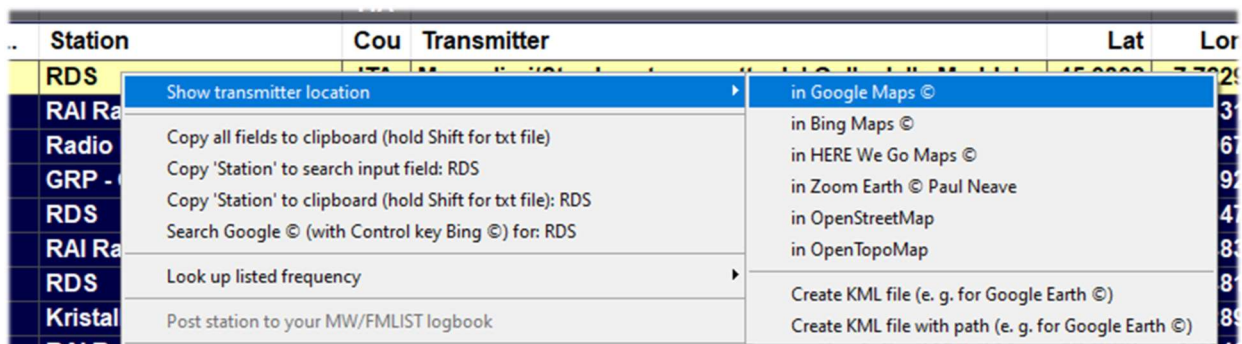 Station Cou Transmitter Lat
RDS
Show transmitter location
in Google Maps ©
RAI Ra
in Bing Maps ©
Copy all fields to clipboard (hold Shift for txt file)
Radio
in HERE We Go Maps ©
Copy 'Station' to search input field: RDS
GRP -
in Zoom Earth © Paul Neave
Copy 'Station' to clipboard (hold Shift for txt file): RDS
RDS
in OpenStreetMap
Search Google © (with Control key Bing ©) for: RDS
RAI Ra
in OpenTopoMap
RDS
Look up listed frequency
Create KML file (e. g. for Google Earth ©)
Kristal
Post station to your MW/FMLIST logbook
Create KML file with path (e. g. for Google Earth ©)